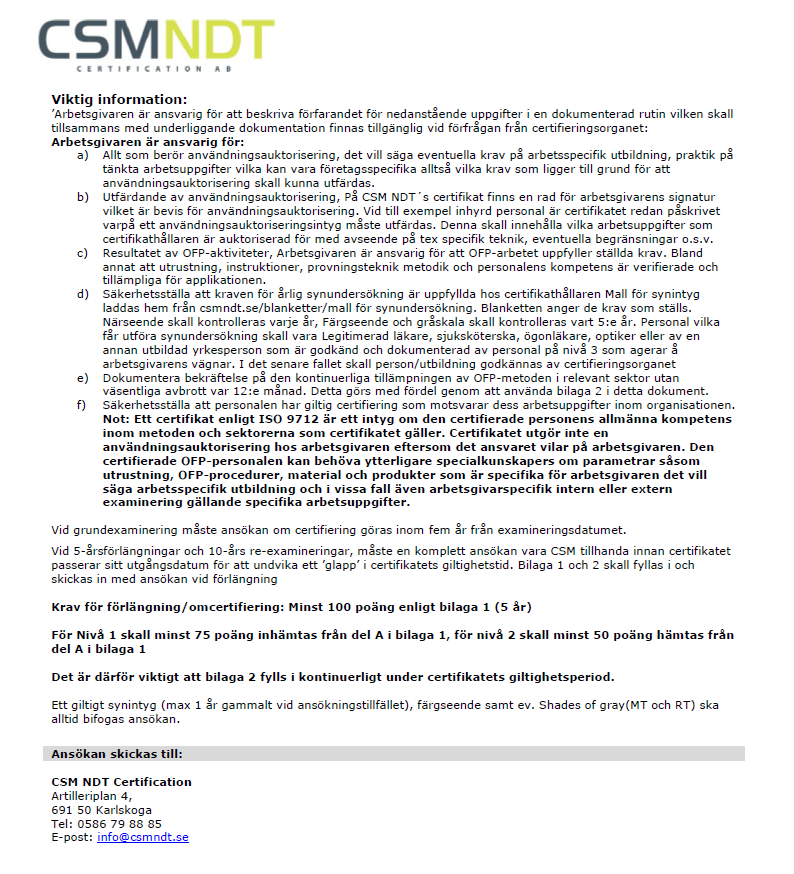 CSMNDT
CERTIFICATION AB
Viktig information:
’Arbetsgivaren är ansvarig för att beskriva förfarandet för nedanstående uppgifter i en dokumenterad rutin vilken skall
tillsammans med underliggande dokumentation finnas tillgänglig vid förfrågan från certifieringsorganet:
Arbetsgivaren är ansvarig för:
a) Allt som berör användningsauktorisering, det vill säga eventuella krav på arbetsspecifik utbildning, praktik på
tänkta arbetsuppgifter vilka kan vara företagsspecifika alltså vilka krav som ligger till grund för att
användningsauktorisering skall kunna utfärdas.
b) Utfärdande av användningsauktorisering, På CSM NDT´s certifikat finns en rad för arbetsgivarens signatur
vilket är bevis för användningsauktorisering. Vid till exempel inhyrd personal är certifikatet redan påskrivet
varpå ett användningsauktoriseringsintyg måste utfärdas. Denna skall innehålla vilka arbetsuppgifter som
certifikathållaren är auktoriserad för med avseende på tex specifik teknik, eventuella begränsningar o.s.v.
c) Resultatet av OFP-aktiviteter, Arbetsgivaren är ansvarig för att OFP-arbetet uppfyller ställda krav. Bland
annat att utrustning, instruktioner, provningsteknik metodik och personalens kompetens är verifierade och
tillämpliga för applikationen.
d) Säkerhetsställa att kraven för årlig synundersökning är uppfyllda hos certifikathållaren Mall för synintyg
laddas hem från csmndt.se/blanketter/mall för synundersökning. Blanketten anger de krav som ställs.
Närseende skall kontrolleras varje år, Färgseende och gråskala skall kontrolleras vart 5:e år. Personal vilka
får utföra synundersökning skall vara Legitimerad läkare, sjuksköterska, ögonläkare, optiker eller av en
annan utbildad yrkesperson som är godkänd och dokumenterad av personal på nivå 3 som agerar å
arbetsgivarens vägnar. I det senare fallet skall person/utbildning godkännas av certifieringsorganet
e) Dokumentera bekräftelse på den kontinuerliga tillämpningen av OFP-metoden i relevant sektor utan
väsentliga avbrott var 12:e månad. Detta görs med fördel genom att använda bilaga 2 i detta dokument.
f) Säkerhetsställa att personalen har giltig certifiering som motsvarar dess arbetsuppgifter inom organisationen.
Not: Ett certifikat enligt ISO 9712 är ett intyg om den certifierade personens allmänna kompetens
inom metoden och sektorerna som certifikatet gäller. Certifikatet utgör inte en
användningsauktorisering hos arbetsgivaren eftersom det ansvaret vilar på arbetsgivaren. Den
certifierade OFP-personalen kan behöva ytterligare specialkunskapers om parametrar såsom
utrustning, OFP-procedurer, material och produkter som är specifika för arbetsgivaren det vill
säga arbetsspecifik utbildning och i vissa fall även arbetsgivarspecifik intern eller extern
examinering gällande specifika arbetsuppgifter.
Vid grundexaminering måste ansökan om certifiering göras inom fem år från examineringsdatumet.
Vid 5-årsförlängningar och 10-års re-examineringar, måste en komplett ansökan vara CSM tillhanda innan certifikatet
passerar sitt utgångsdatum för att undvika ett ’glapp’ i certifikatets giltighetstid. Bilaga 1 och 2 skall fyllas i och
skickas in med ansökan vid förlängning
Krav för förlängning/omcertifiering: Minst 100 poäng enligt bilaga 1 (5 år)
För Nivå 1 skall minst 75 poäng inhämtas från del A i bilaga 1, för nivå 2 skall minst 50 poäng hämtas från
del A i bilaga 1
Det är därför viktigt att bilaga 2 fylls i kontinuerligt under certifikatets giltighetsperiod.
Ett giltigt synintyg (max 1 år gammalt vid ansökningstillfället), färgseende samt ev. Shades of gray(MT och RT) ska
alltid bifogas ansökan.
Ansökan skickas till:
CSM NDT Certification
Artilleriplan 4,
691 50 Karlskoga
Tel: 0586 79 88 85
E-post: info@csmndt.se